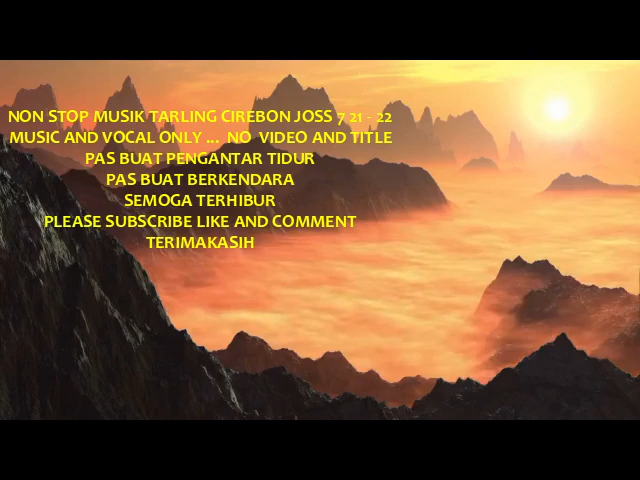 NON STOP MUSIK TARLING CIREBON JOSS 7 21 - 22
MUSIC AND VOCAL ONLY ... NO VIDEO AND TITLE
PAS BUAT PENGANTAR TIDUR
PAS BUAT BERKENDARA
SEMOGA TERHIBUR
PLEASE SUBSCRIBE LIKE AND COMMENT
TERIMAKASIH